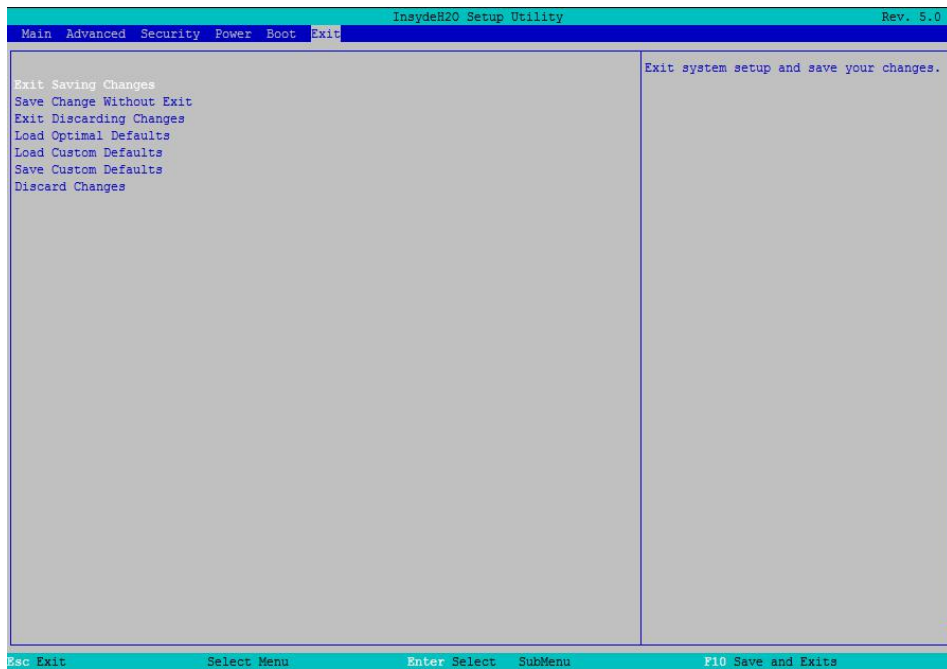 InsydeH20 Setup Utility Rev. 5.0
Main Advanced Security Power Boot Exit
Exit system setup and save your changes.
Exit Saving Changes
Save Change Without Exit
Exit Discarding Changes
Load Optimal Defaults
Load Custom Defaults
Save Custom Defaults
Discard Changes
Esc Exit Select Menu Enter Select SubMenu F10 Save and Exits